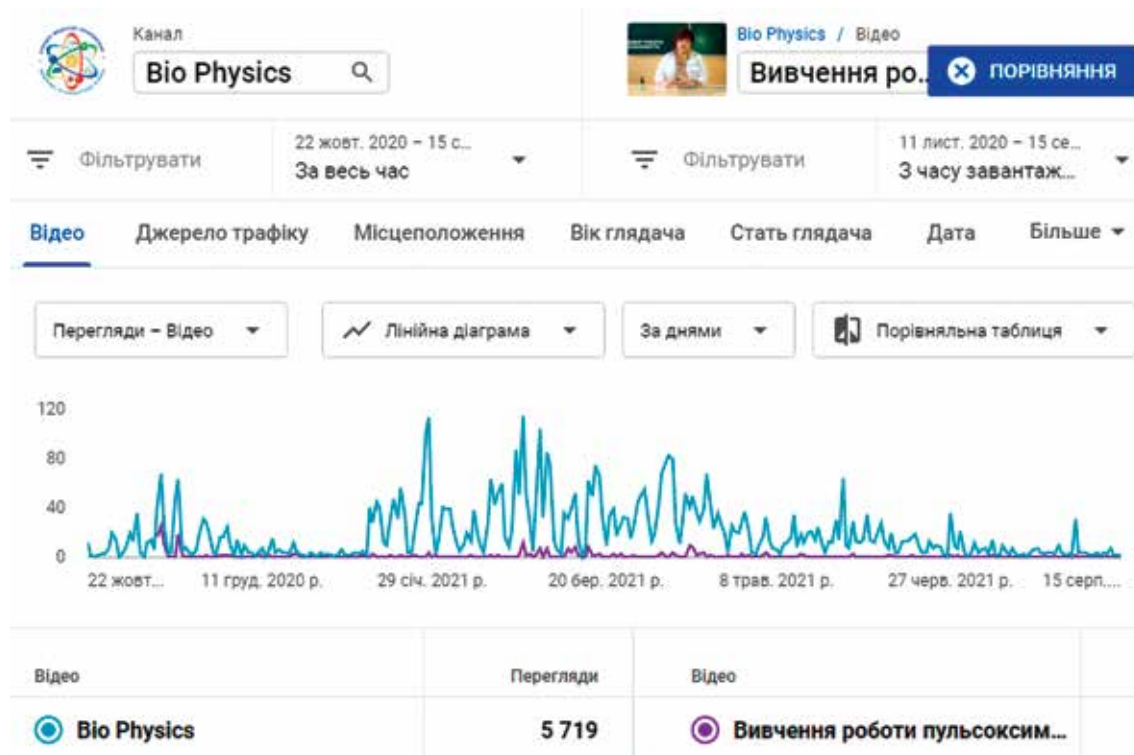 Канал
Bio Physics
Bio Physics / Відео
Вивчення ро..
ПОРІВНЯННЯ
Фільтрувати
22 жовт. 2020 – 15 с...
За весь час
Фільтрувати
11 лист. 2020 – 15 се...
З часу завантаж...
Відео Джерело трафіку Місцеположення Вік глядача Стать глядача Дата Більше
Перегляди – Відео Лінійна діаграма За днями Порівняльна таблиця
120
80
40
0
22 жовт... 11 груд. 2020 р. 29 січ. 2021 р. 20 бер. 2021 р. 8 трав. 2021 р. 27 черв. 2021 р. 15 серп....
Відео Перегляди Відео
Bio Physics 5 719 Вивчення роботи пульсоксим...